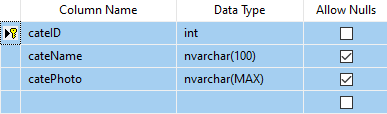 Column Name Data Type Allow Nulls
cateID int
cateName nvarchar(100)
catePhoto nvarchar(MAX)